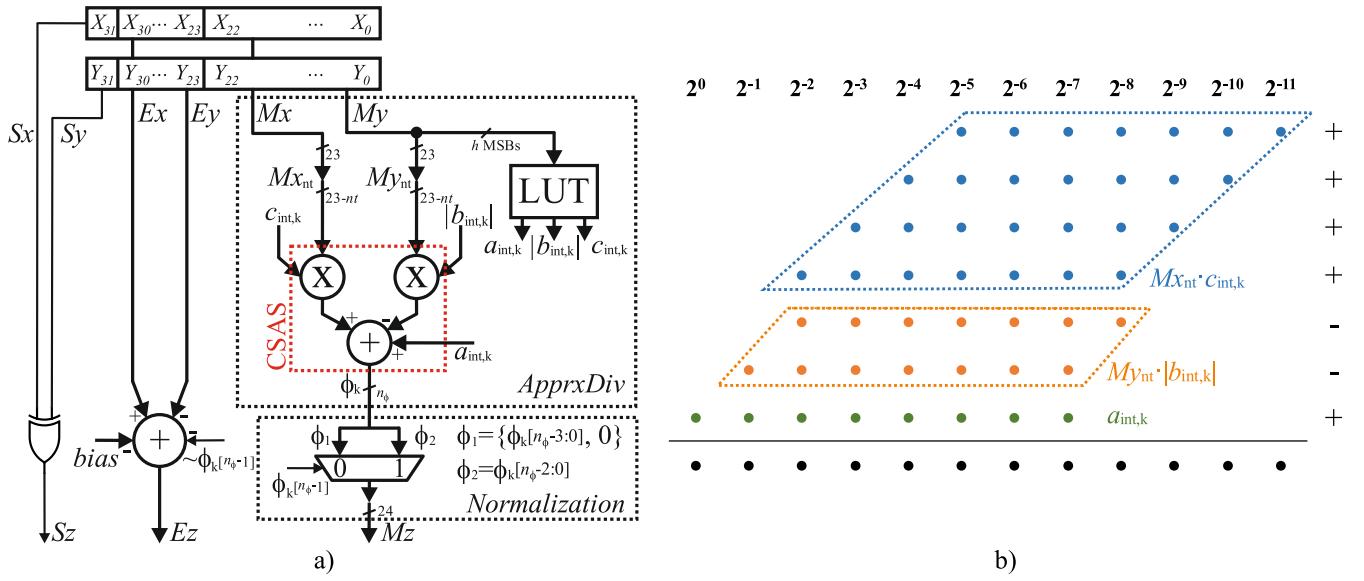 X31 X30... X23 X22 ... X0
Y31 Y30... Y23 Y22 ... Y0
Sx Sy Ex Ey Mx My
23 23 h MSBs
Mxnt Mynt LUT
23-nt 23-nt
cint,k |bint,k| aint,k |bint,k| cint,k
X X
CSAS
+ -
+
+ aint,k
ϕk nϕ ApprxDiv
ϕ1 ϕ2 ϕ1={ϕk[nϕ-3:0], 0}
0 1 ϕ2=ϕk[nϕ-2:0]
ϕk[nϕ-1] Normalization
24
+ -
bias - + - ~ϕk[nϕ-1]
Sz Ez Mz
a)
2^0 2^-1 2^-2 2^-3 2^-4 2^-5 2^-6 2^-7 2^-8 2^-9 2^-10 2^-11
+
+
+
+
Mxnt·cint,k
-
-
Mynt·|bint,k|
aint,k +
b)